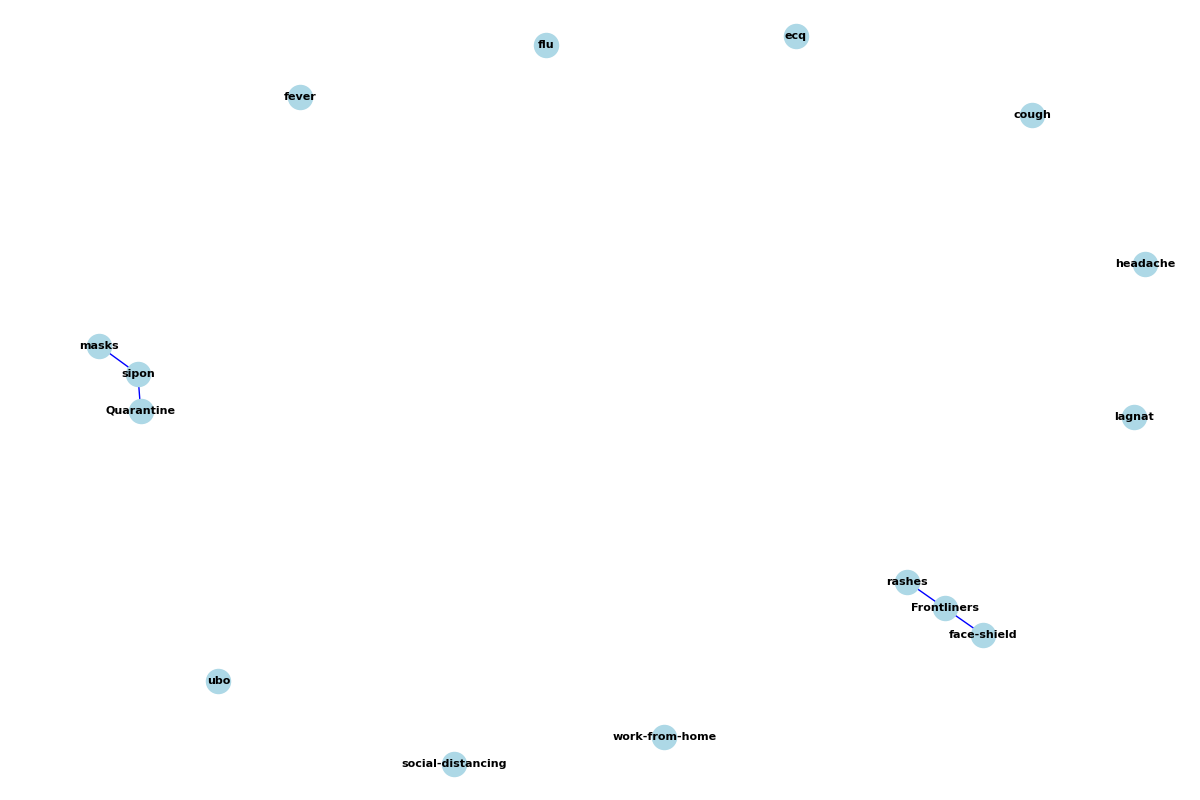 flu
ecq
fever
cough
headache
masks
sipon
Quarantine
lagnat
rashes
Frontliners
face-shield
ubo
work-from-home
social-distancing